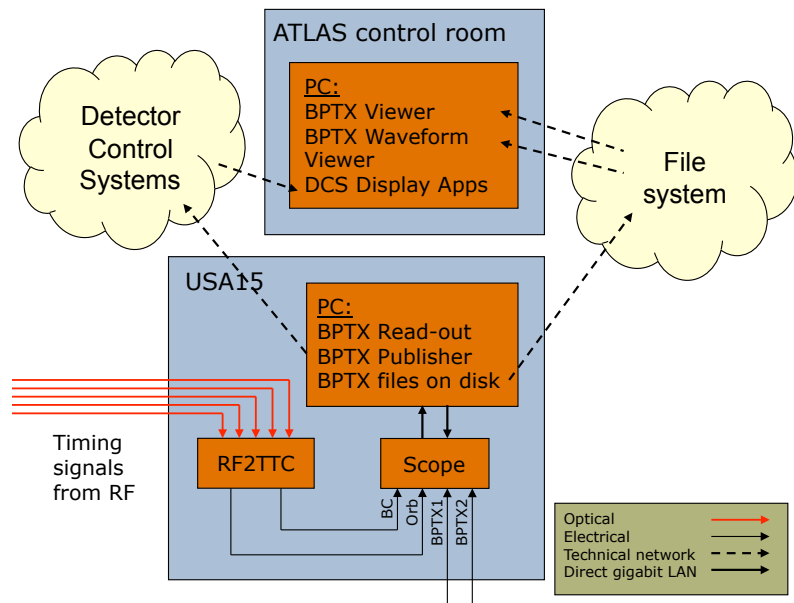 ATLAS control room
PC:
BPTX Viewer
BPTX Waveform
Viewer
DCS Display Apps
Detector
Control
Systems
File
system
USA15
PC:
BPTX Read-out
BPTX Publisher
BPTX files on disk
Timing
signals
from RF
RF2TTC
Scope
BC
Orb
BPTX1
BPTX2
Optical
Electrical
Technical network
Direct gigabit LAN